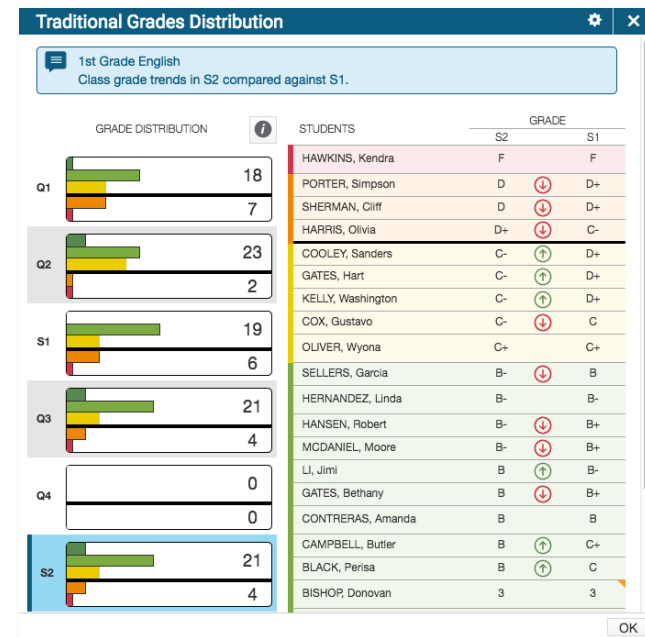 Traditional Grades Distribution
1st Grade English
Class grade trends in S2 compared against S1.
GRADE DISTRIBUTION
i
Q1
18
7
Q2
23
2
S1
19
6
Q3
21
4
Q4
0
0
S2
21
4
STUDENTS
GRADE
S2 S1
HAWKINS, Kendra F F
PORTER, Simpson D D+
SHERMAN, Cliff D D+
HARRIS, Olivia D+ C-
COOLEY, Sanders C- D+
GATES, Hart C- D+
KELLY, Washington C- D+
COX, Gustavo C- C
OLIVER, Wyona C+ C+
SELLERS, Garcia B- B
HERNANDEZ, Linda B- B-
HANSEN, Robert B- B+
MCDANIEL, Moore B- B+
LI, Jimi B B-
GATES, Bethany B B+
CONTRERAS, Amanda B B
CAMPBELL, Butler B C+
BLACK, Perisa B C
BISHOP, Donovan 3 3
OK